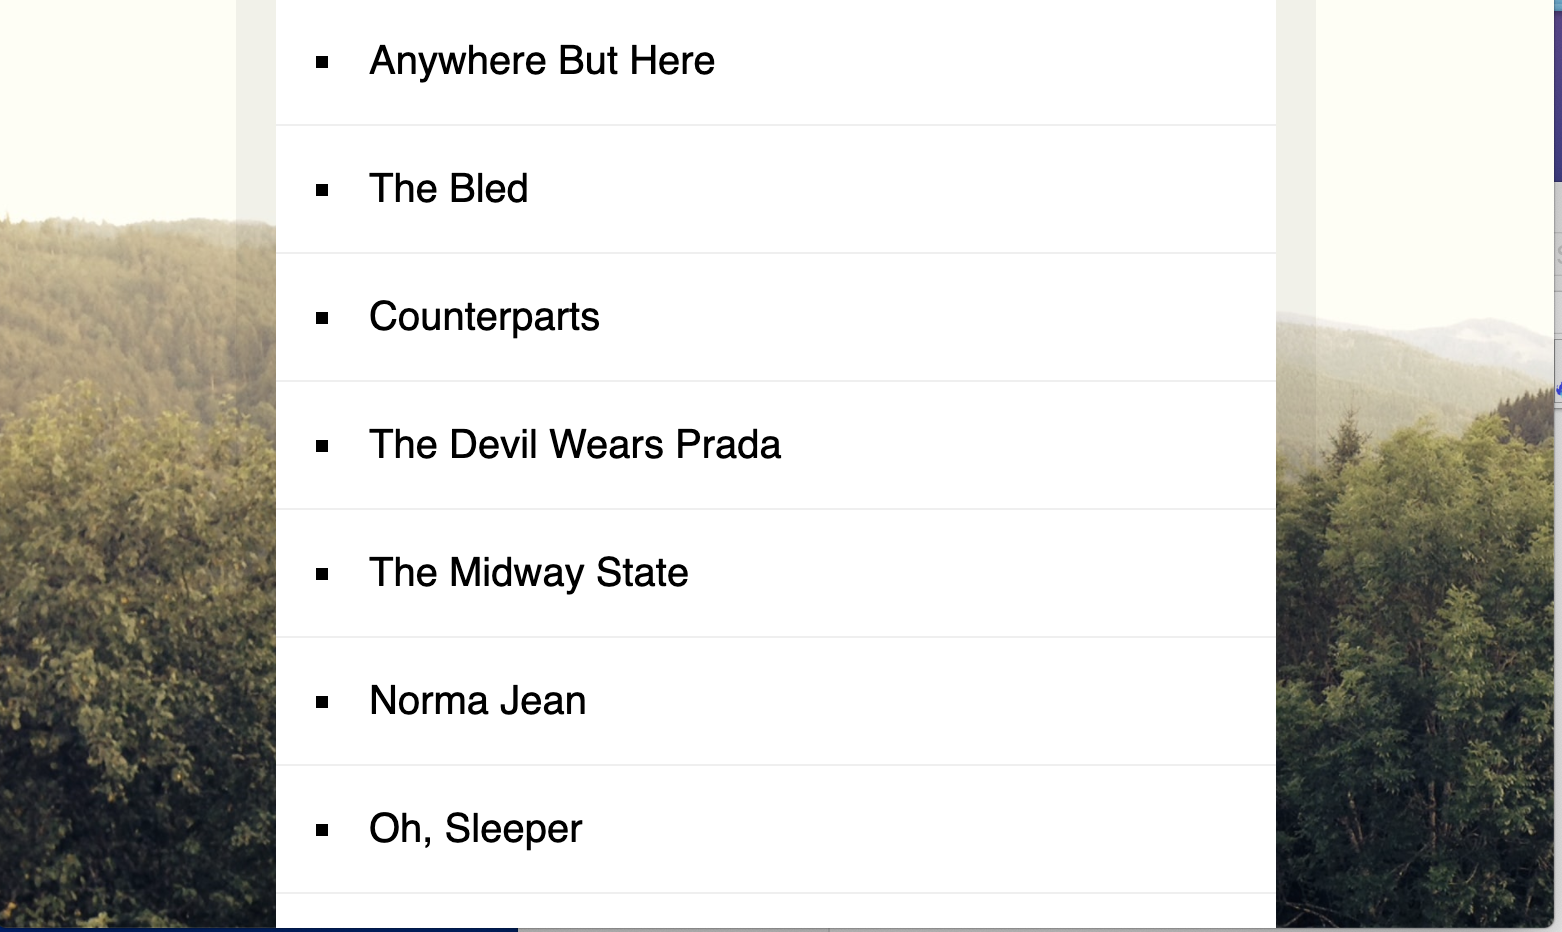 Anywhere But Here
The Bled
Counterparts
The Devil Wears Prada
The Midway State
Norma Jean
Oh, Sleeper